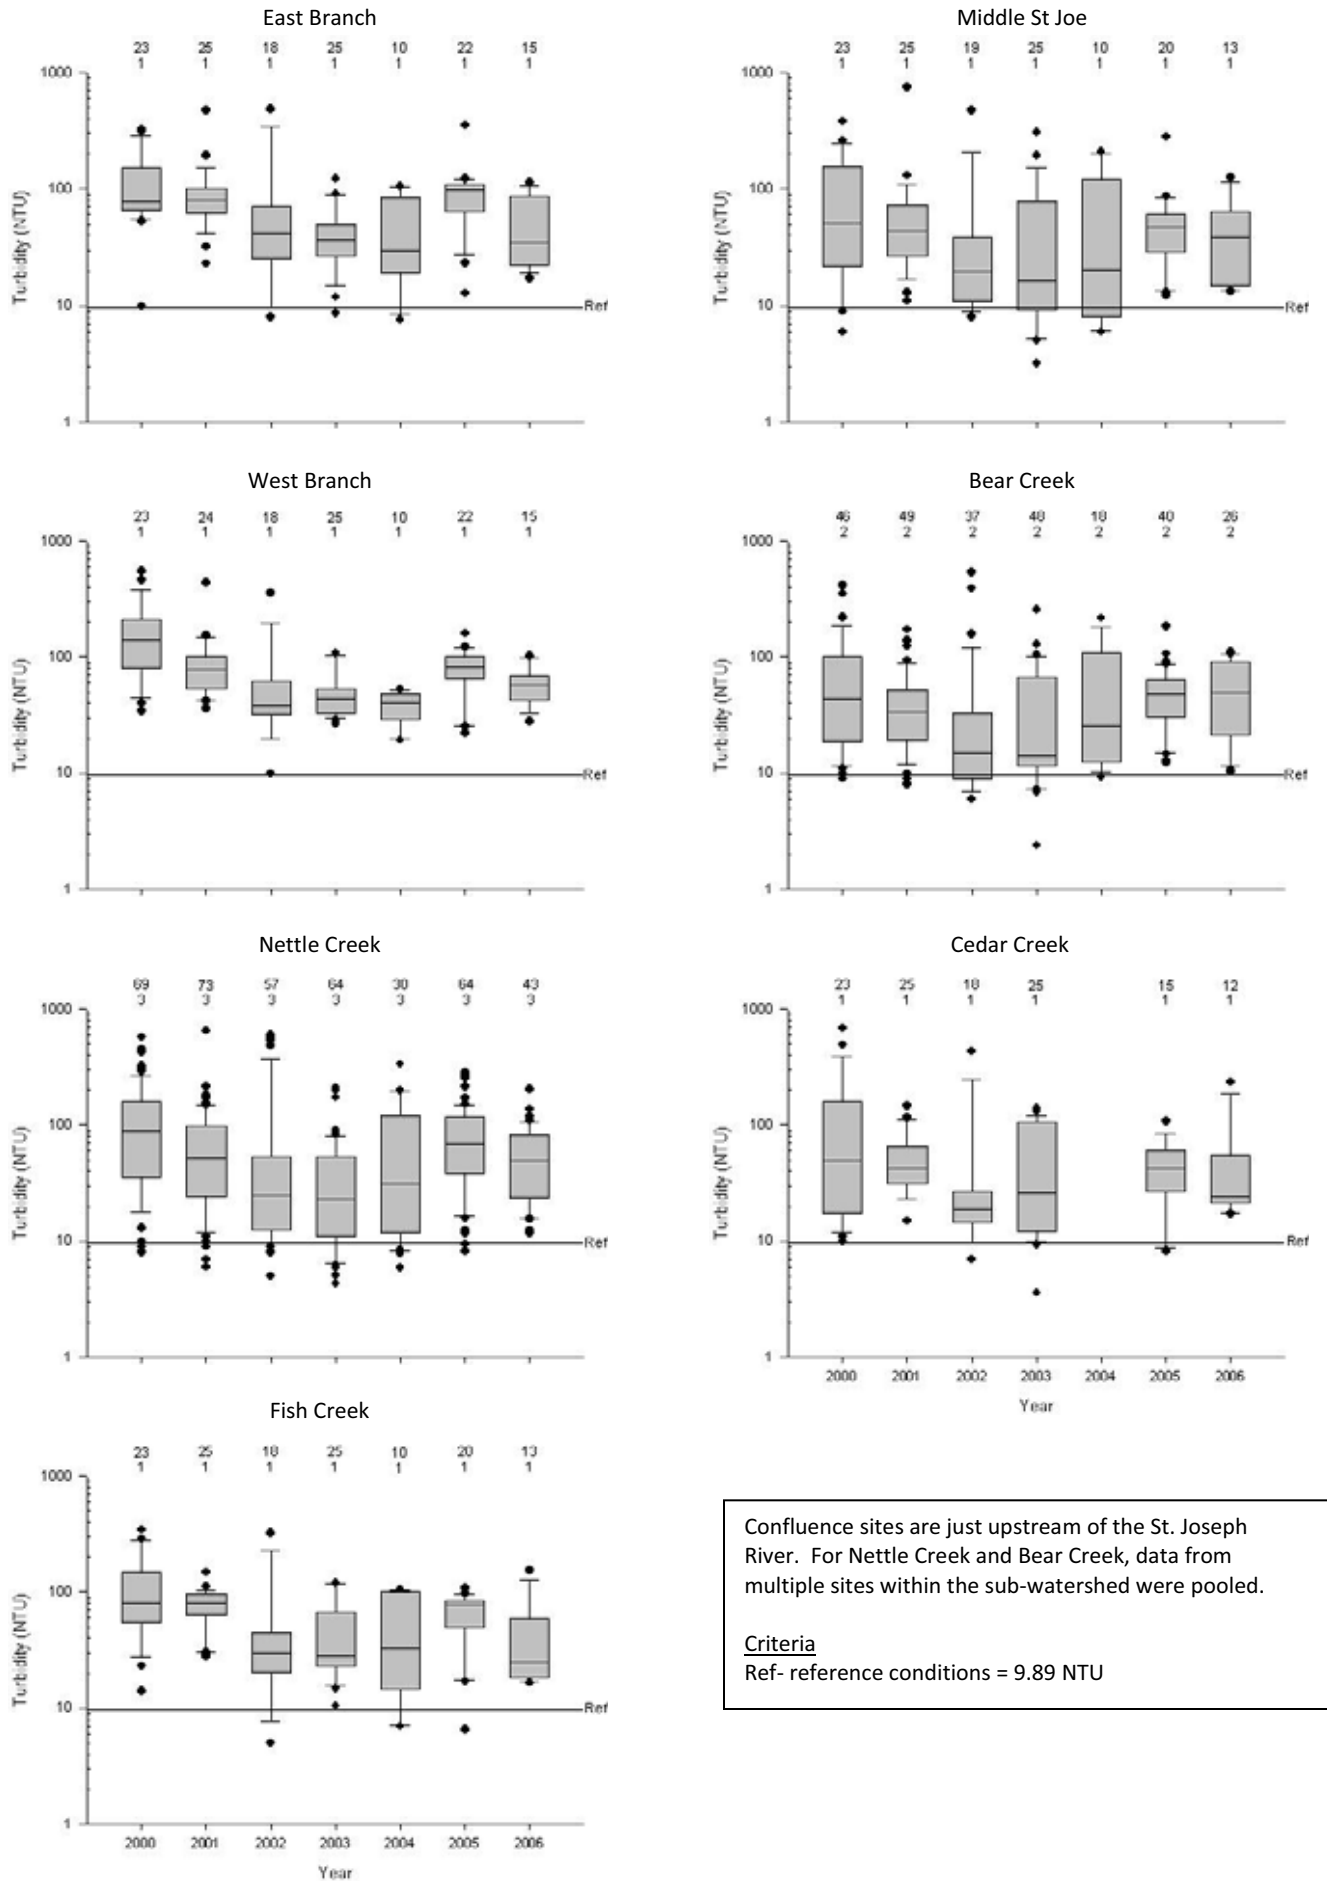 East Branch
23 25 18 25 10 22 15
1 1 1 1 1 1 1
1000
100
10
1
Turbidity (NTU)
Ref
Middle St Joe
23 25 19 25 10 20 13
1 1 1 1 1 1 1
1000
100
10
1
Turbidity (NTU)
Ref
West Branch
23 24 18 25 10 22 15
1 1 1 1 1 1 1
1000
100
10
1
Turbidity (NTU)
Ref
Bear Creek
46 49 37 48 18 40 26
2 2 2 2 2 2 2
1000
100
10
1
Turbidity (NTU)
Ref
Nettle Creek
69 73 57 64 30 64 43
3 3 3 3 3 3 3
1000
100
10
1
Turbidity (NTU)
Ref
Cedar Creek
23 25 18 25 15 12
1 1 1 1 1 1
1000
100
10
1
Turbidity (NTU)
Ref
2000 2001 2002 2003 2004 2005 2006
Year
Fish Creek
23 25 18 25 10 20 13
1 1 1 1 1 1 1
1000
100
10
1
Turbidity (NTU)
Ref
2000 2001 2002 2003 2004 2005 2006
Year
Confluence sites are just upstream of the St. Joseph
River. For Nettle Creek and Bear Creek, data from
multiple sites within the sub-watershed were pooled.
Criteria
Ref- reference conditions = 9.89 NTU